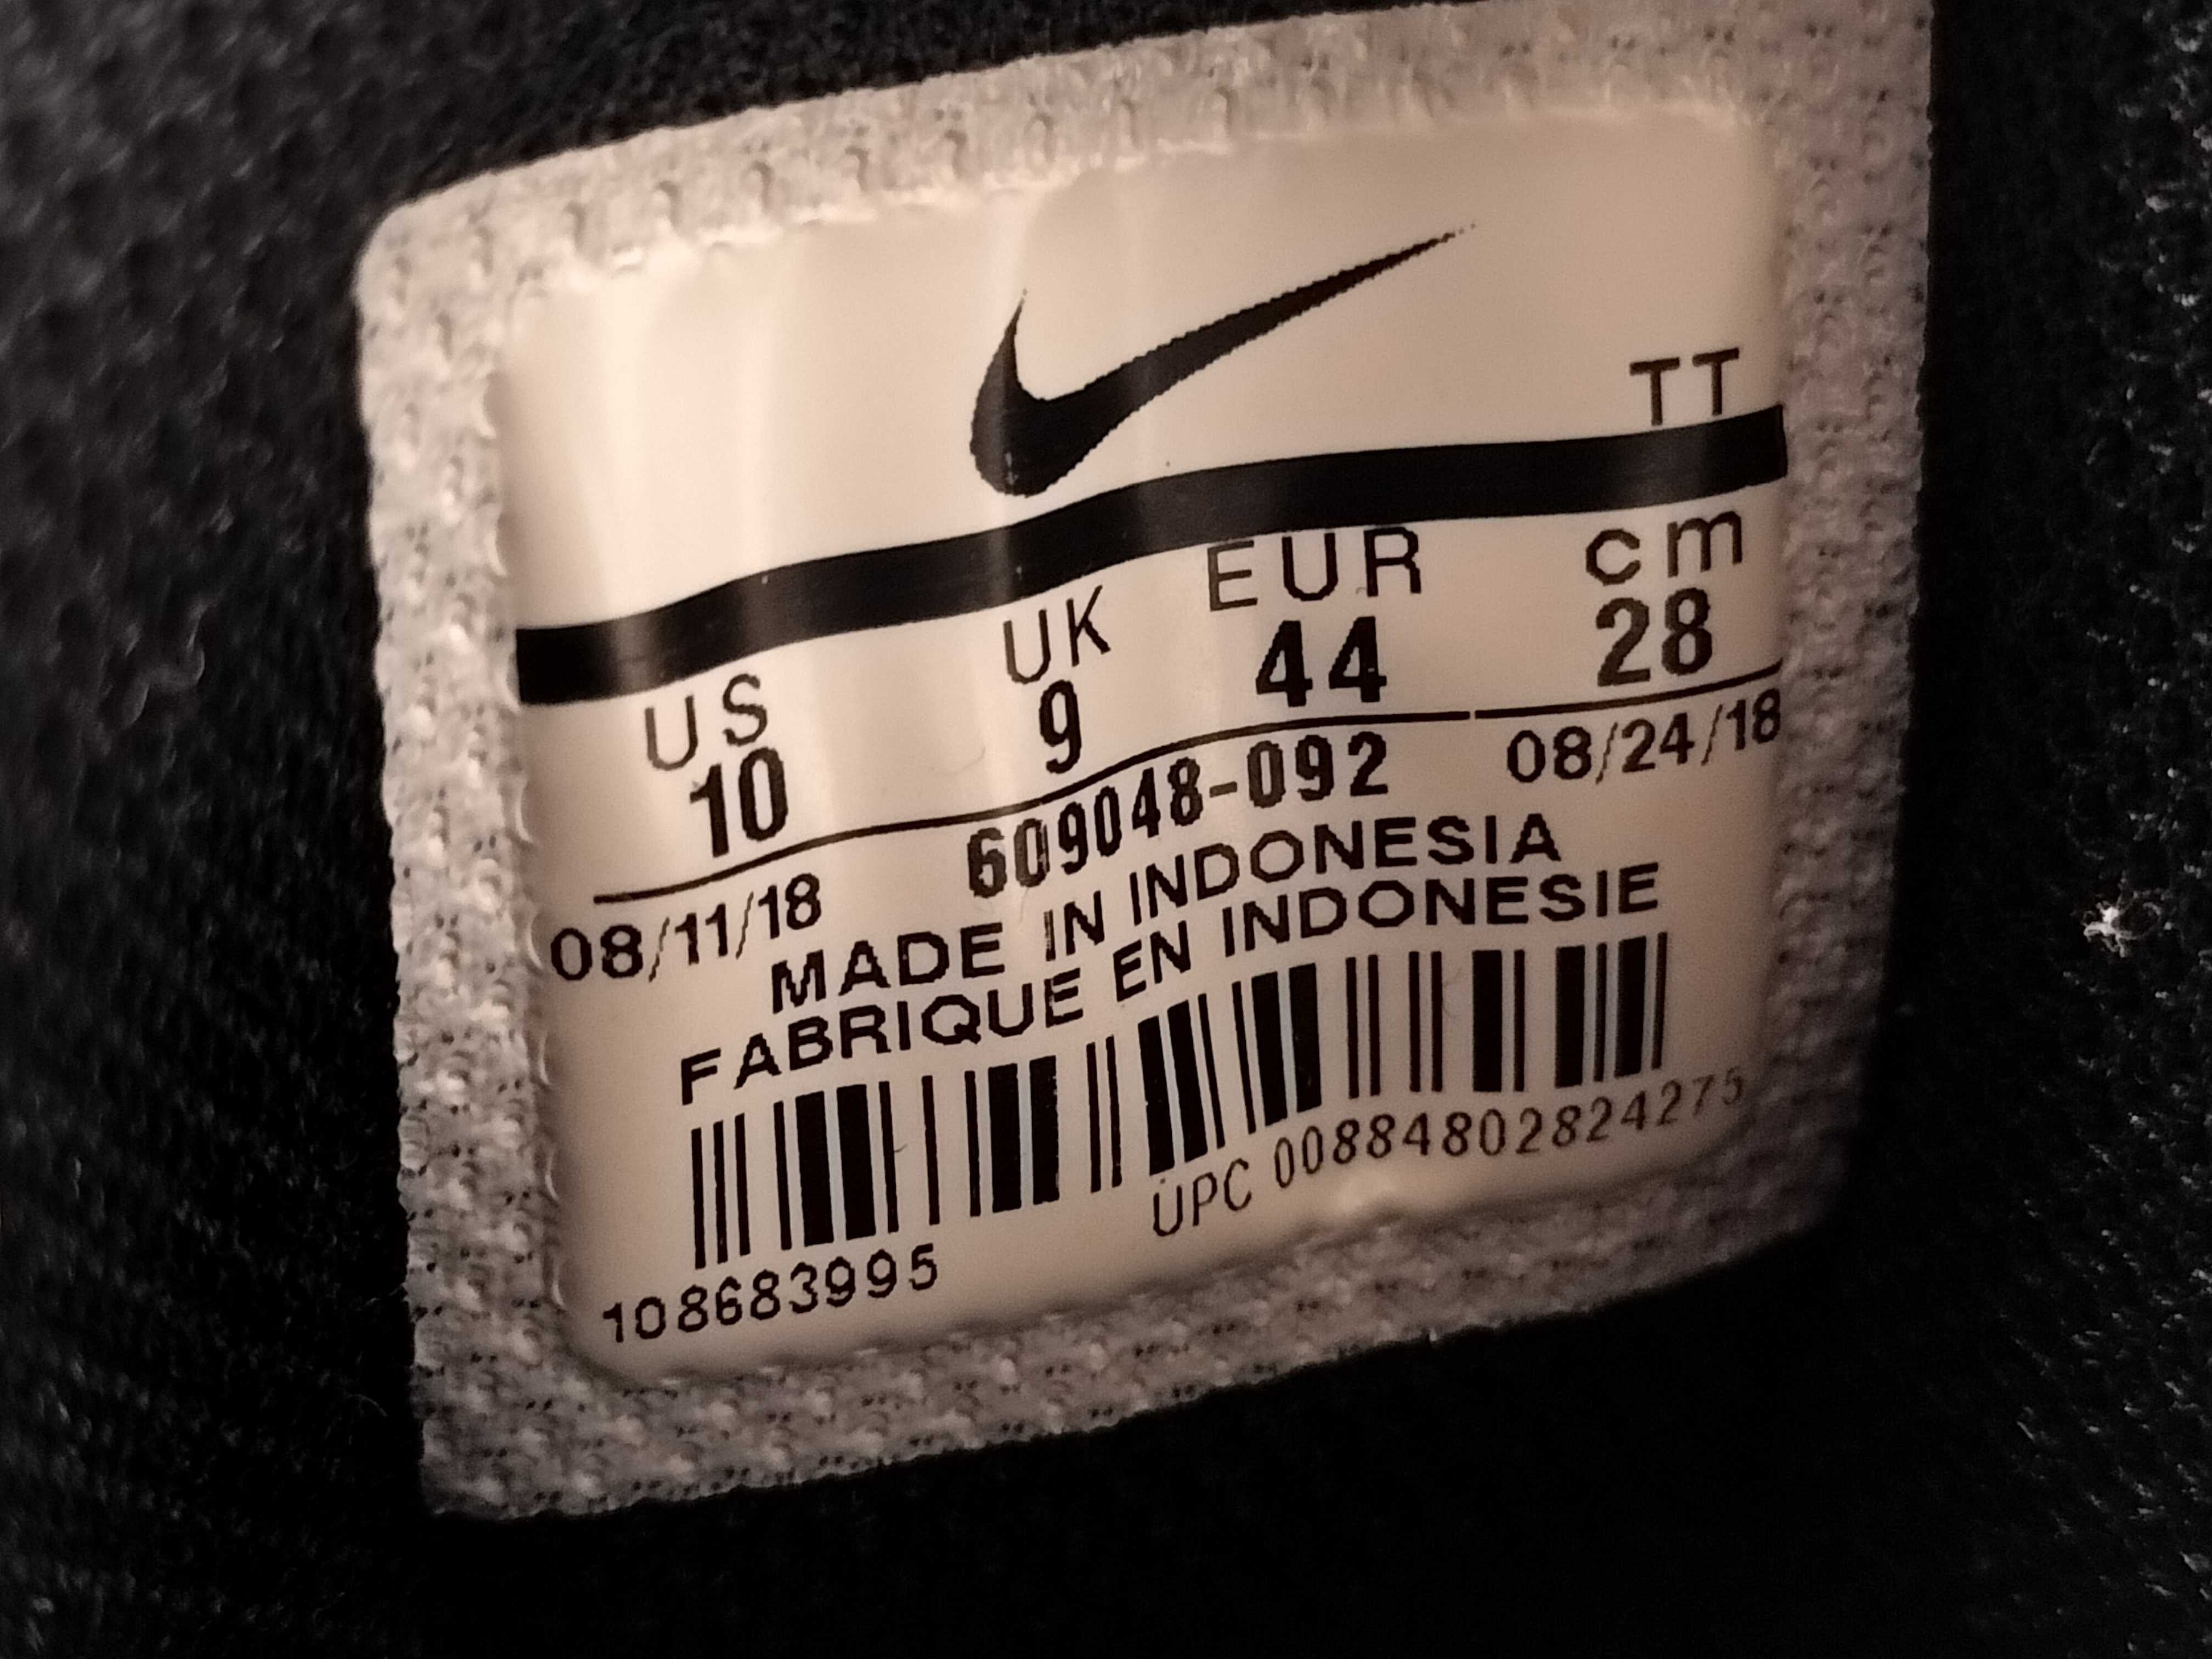 TT
US UK EUR cm
10 9 44 28
08/11/18 609048-092 08/24/18
MADE IN INDONESIA
FABRIQUE EN INDONESIE
UPC 00884802824275
108683995